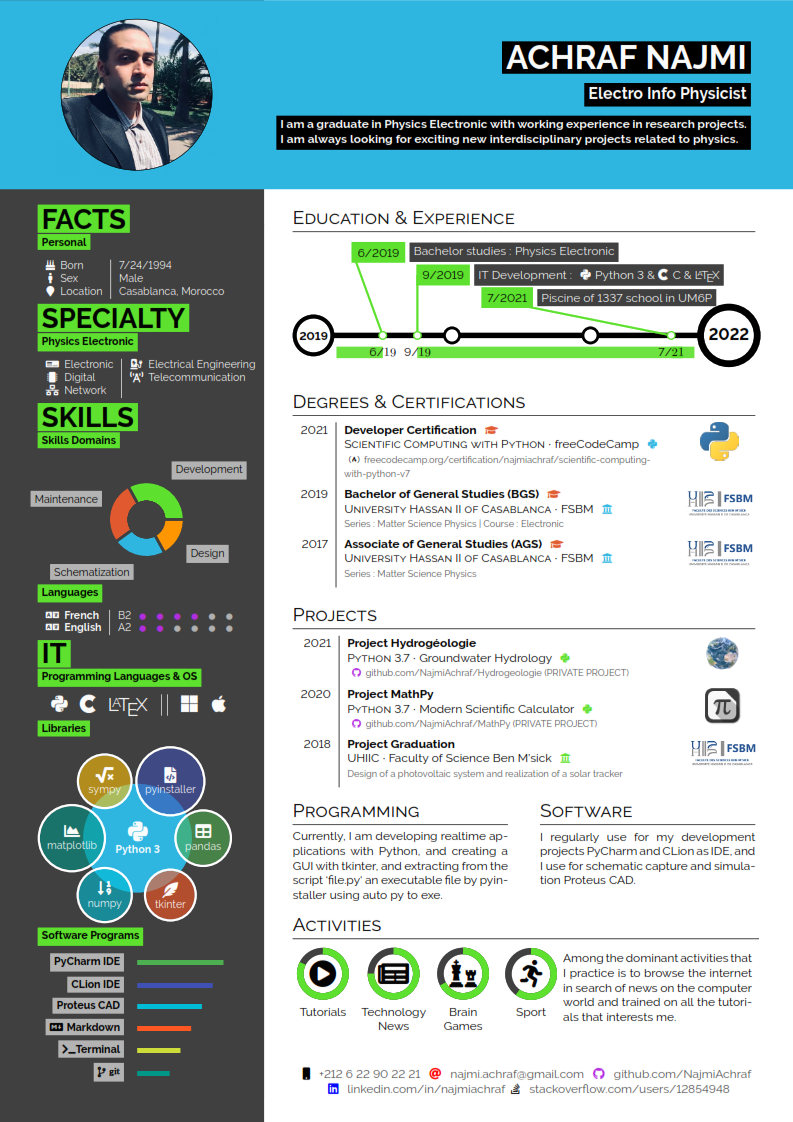 ACHRAF NAJMI
Electro Info Physicist
I am a graduate in Physics Electronic with working experience in research projects.
I am always looking for exciting new interdisciplinary projects related to physics.
FACTS
Personal
Born 7/24/1994
Sex Male
Location Casablanca, Morocco
SPECIALTY
Physics Electronic
Electronic Electrical Engineering
Digital Telecommunication
Network
SKILLS
Skills Domains
Development
Maintenance
Design
Schematization
Languages
French B2
English A2
IT
Programming Languages & OS
LATEX
Libraries
sympy pyinstaller
matplotlib Python 3 pandas
numpy tkinter
Software Programs
PyCharm IDE
CLion IDE
Proteus CAD
Markdown
Terminal
git
EDUCATION & EXPERIENCE
6/2019 Bachelor studies : Physics Electronic
9/2019 IT Development : Python 3 & C & LATEX
7/2021 Piscine of 1337 school in UM6P
2019 2022
6/19 9/19 7/21
DEGREES & CERTIFICATIONS
2021 Developer Certification
SCIENTIFIC COMPUTING WITH PYTHON · freeCodeCamp
freecodecamp.org/certification/najmiachraf/scientific-computing-
with-python-v7
2019 Bachelor of General Studies (BGS)
UNIVERSITY HASSAN II OF CASABLANCA · FSBM
Series : Matter Science Physics | Course : Electronic
FSBM
2017 Associate of General Studies (AGS)
UNIVERSITY HASSAN II OF CASABLANCA · FSBM
Series : Matter Science Physics
FSBM
PROJECTS
2021 Project Hydrogéologie
PYTHON 3.7 · Groundwater Hydrology
github.com/NajmiAchraf/Hydrogeologie (PRIVATE PROJECT)
2020 Project MathPy
PYTHON 3.7 · Modern Scientific Calculator
github.com/NajmiAchraf/MathPy (PRIVATE PROJECT)
π
2018 Project Graduation
UHIIC · Faculty of Science Ben M'sick
Design of a photovoltaic system and realization of a solar tracker
FSBM
PROGRAMMING
Currently, I am developing realtime ap-
plications with Python, and creating a
GUI with tkinter, and extracting from the
script 'file.py' an executable file by pyin-
staller using auto py to exe.
SOFTWARE
I regularly use for my development
projects PyCharm and CLion as IDE, and
I use for schematic capture and simula-
tion Proteus CAD.
ACTIVITIES
Tutorials
Technology
News
Brain
Games
Sport
Among the dominant activities that
I practice is to browse the internet
in search of news on the computer
world and trained on all the tutori-
als that interests me.
+212 6 22 90 22 21 najmi.achraf@gmail.com github.com/NajmiAchraf
linkedin.com/in/najmiachraf stackoverflow.com/users/12854948